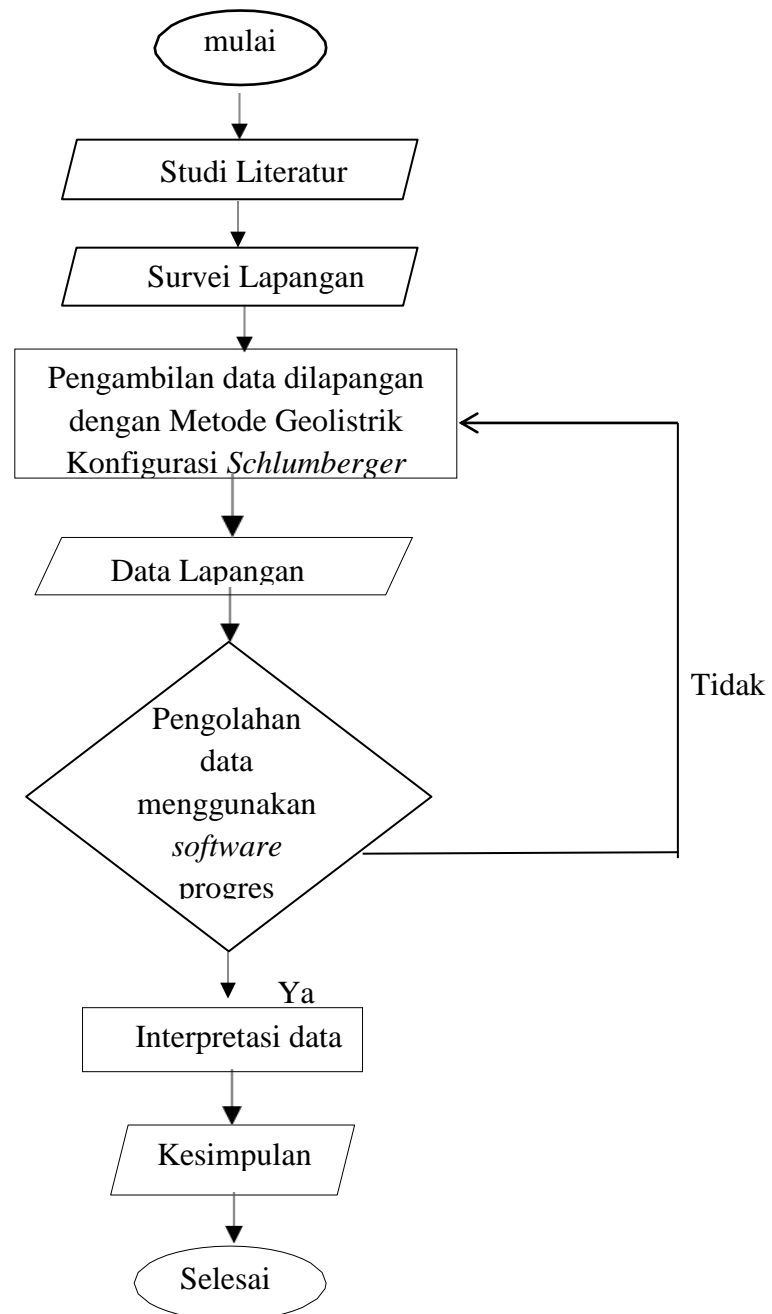 mulai
Studi Literatur
Survei Lapangan
Pengambilan data dilapangan
dengan Metode Geolistrik
Konfigurasi Schlumberger
Data Lapangan
Tidak
Pengolahan
data
menggunakan
software
progres
Ya
Interpretasi data
Kesimpulan
Selesai